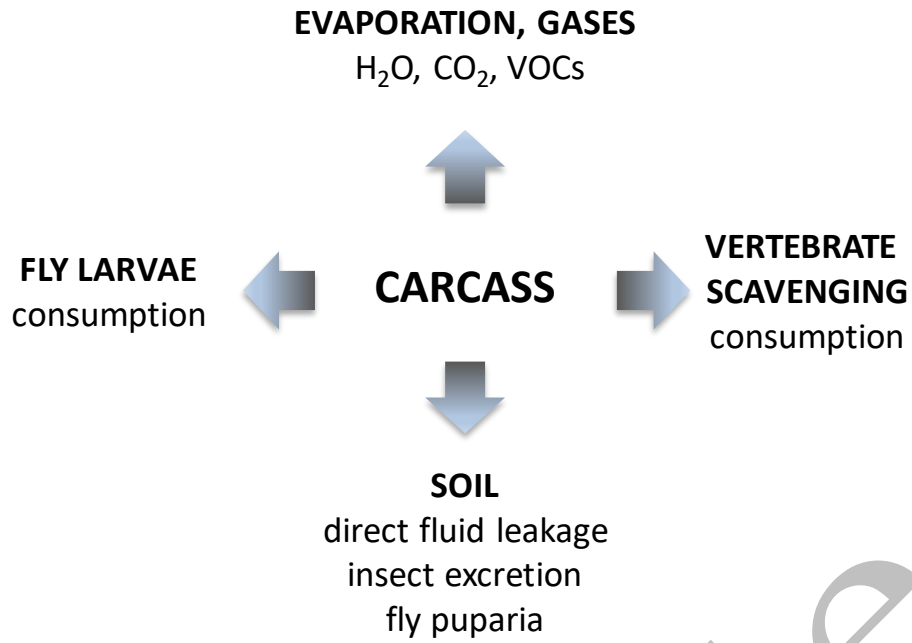 EVAPORATION, GASES
H₂O, CO₂, VOCs
FLY LARVAE
consumption
CARCASS
VERTEBRATE
SCAVENGING
consumption
SOIL
direct fluid leakage
insect excretion
fly puparia